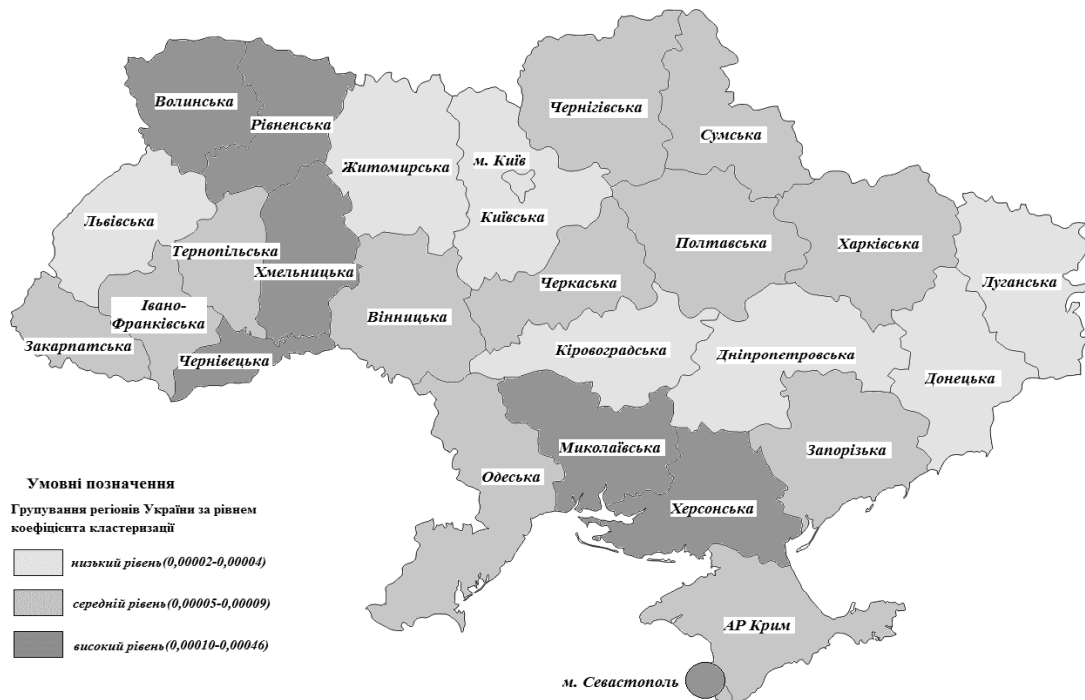 Волинська
Рівненська
Чернігівська
Сумська
Житомирська
м. Київ
Київська
Львівська
Тернопільська
Хмельницька
Полтавська
Харківська
Луганська
Черкаська
Івано-
Франківська
Вінницька
Закарпатська
Чернівецька
Кіровоградська
Дніпропетровська
Донецька
Миколаївська
Запорізька
Одеська
Херсонська
АР Крим
м. Севастополь
Умовні позначення
Групування регіонів України за рівнем
коефіцієнта кластеризації
низький рівень(0,00002-0,00004)
середній рівень(0,00005-0,00009)
високий рівень(0,00010-0,00046)